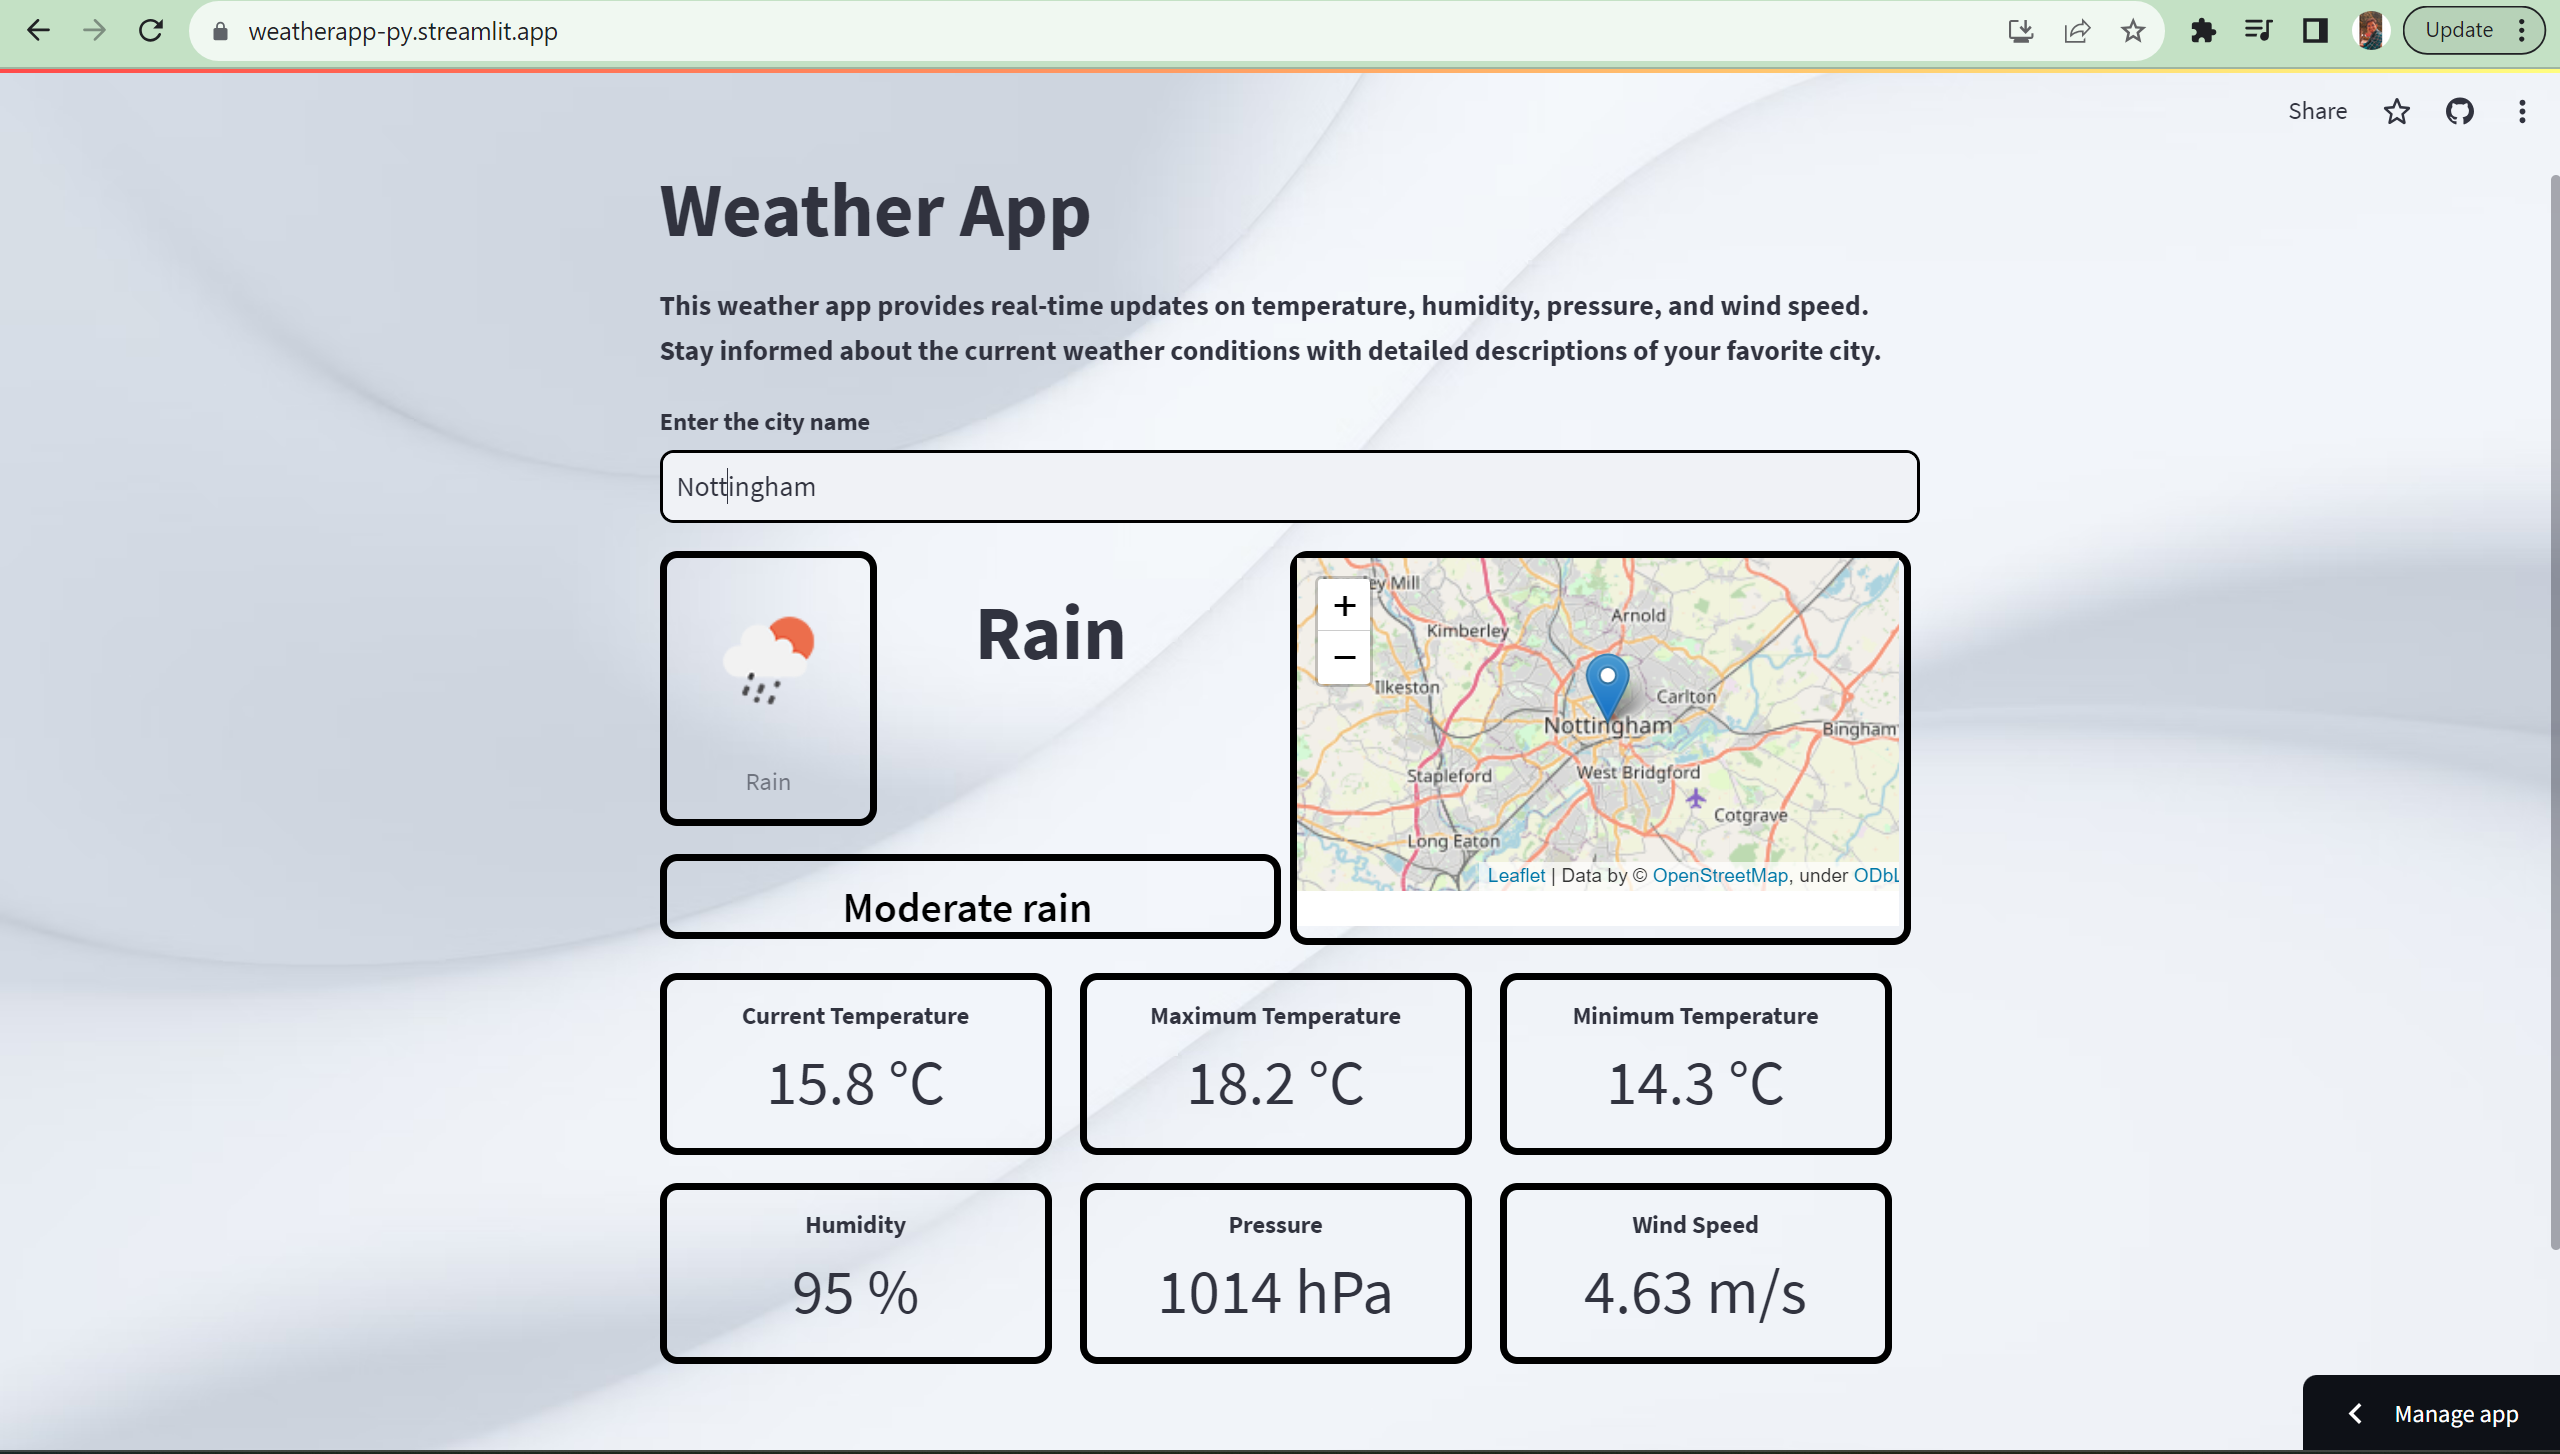 weatherapp-py.streamlit.app
Update
Share
Weather App
This weather app provides real-time updates on temperature, humidity, pressure, and wind speed.
Stay informed about the current weather conditions with detailed descriptions of your favorite city.
Enter the city name
Nottingham
Rain
Rain
Moderate rain
+
−
ey Mill
Arnold
Kimberley
Ilkeston
Carlton
Nottingham
Bingham
Stapleford
West Bridgford
Cotgrave
Long Eaton
Leaflet | Data by © OpenStreetMap, under ODbL
Current Temperature
15.8 °C
Maximum Temperature
18.2 °C
Minimum Temperature
14.3 °C
Humidity
95 %
Pressure
1014 hPa
Wind Speed
4.63 m/s
Manage app